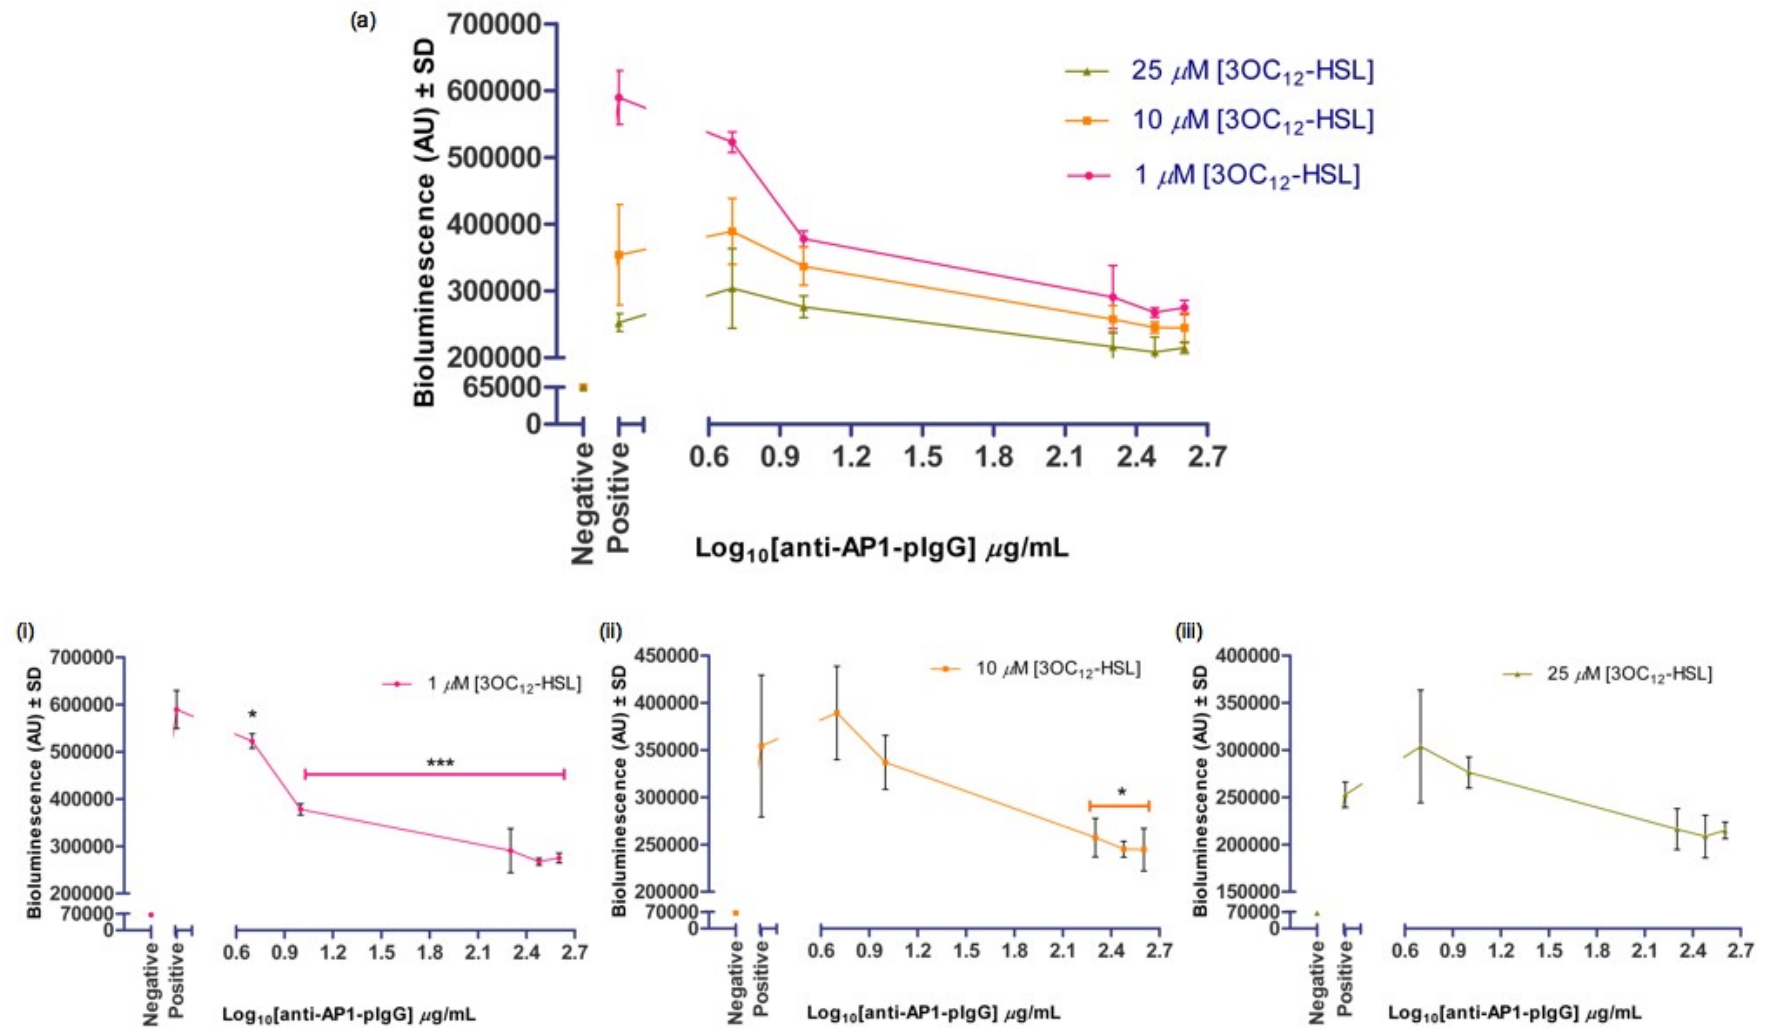 (a)
Bioluminescence (AU) ± SD
700000
600000
500000
400000
300000
200000
65000
0
25 μM [3OC₁₂-HSL]
10 μM [3OC₁₂-HSL]
1 μM [3OC₁₂-HSL]
Negative
Positive
0.6 0.9 1.2 1.5 1.8 2.1 2.4 2.7
Log₁₀[anti-AP1-pIgG] μg/mL
(i)
Bioluminescence (AU) ± SD
700000
600000
500000
400000
300000
200000
70000
0
1 μM [3OC₁₂-HSL]
*
***
Negative
Positive
0.6 0.9 1.2 1.5 1.8 2.1 2.4 2.7
Log₁₀[anti-AP1-pIgG] μg/mL
(ii)
Bioluminescence (AU) ± SD
450000
400000
350000
300000
250000
200000
70000
0
10 μM [3OC₁₂-HSL]
*
Negative
Positive
0.6 0.9 1.2 1.5 1.8 2.1 2.4 2.7
Log₁₀[anti-AP1-pIgG] μg/mL
(iii)
Bioluminescence (AU) ± SD
400000
350000
300000
250000
200000
150000
70000
0
25 μM [3OC₁₂-HSL]
Negative
Positive
0.6 0.9 1.2 1.5 1.8 2.1 2.4 2.7
Log₁₀[anti-AP1-pIgG] μg/mL